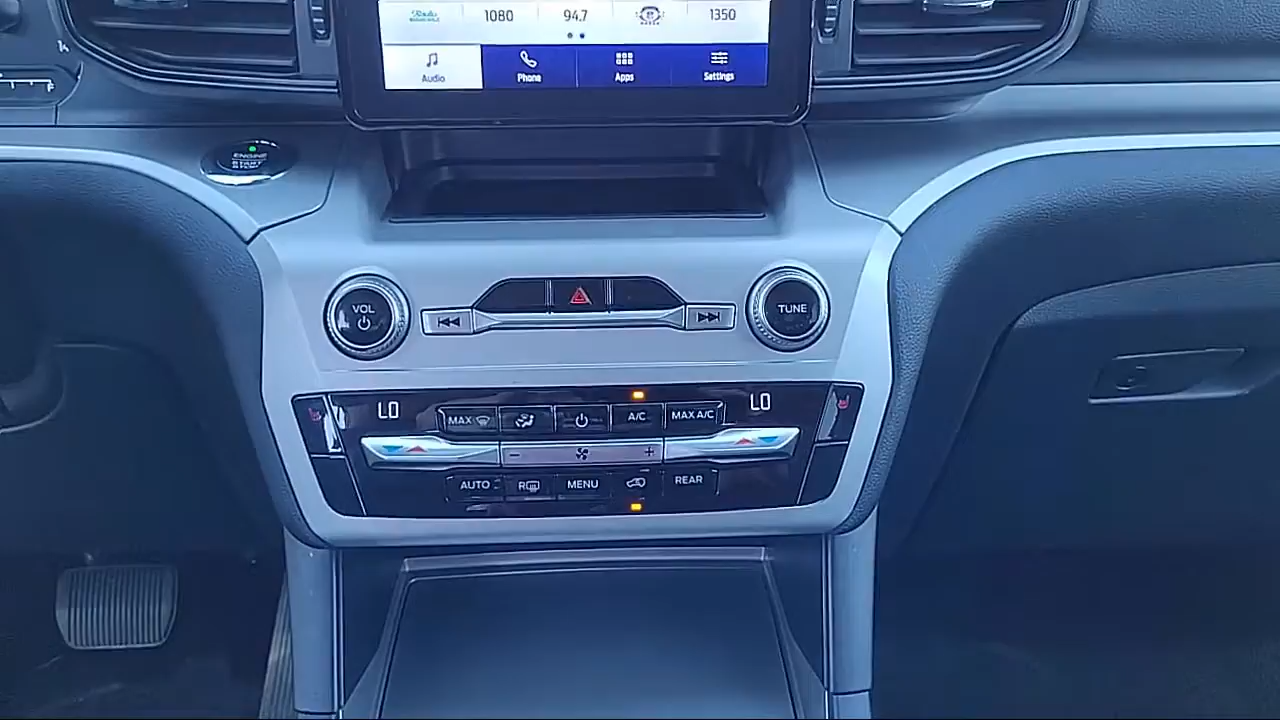 1080 94.7 1350
Audio Phone Apps Settings
ENGINE
START
STOP
VOL
TUNE
LO LO
MAX A/C MAX A/C
- +
AUTO R MENU REAR